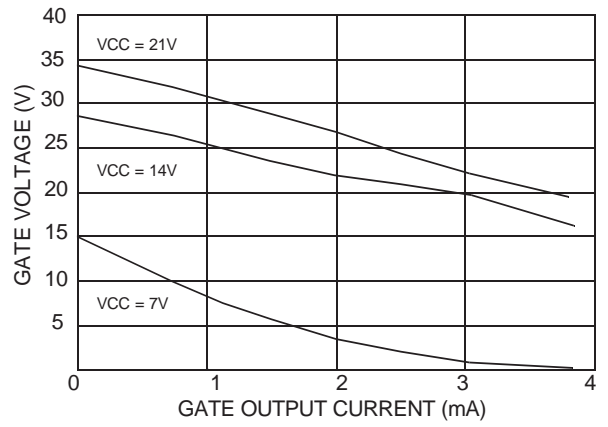 40
VCC = 21V
35
30
25
VCC = 14V
20
15
10
VCC = 7V
5
0 1 2 3 4
GATE VOLTAGE (V)
GATE OUTPUT CURRENT (mA)